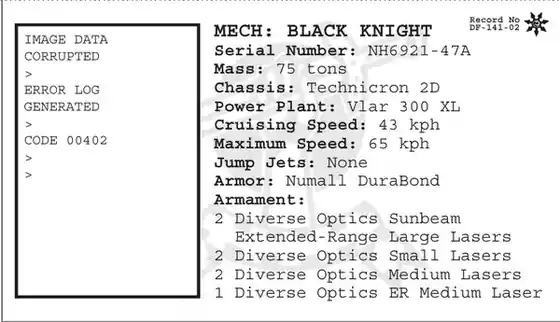 IMAGE DATA
CORRUPTED
>
ERROR LOG
GENERATED
>
CODE 00402
>
>
MECH: BLACK KNIGHT
Record No
DF-141-02
Serial Number: NH6921-47A
Mass: 75 tons
Chassis: Technicron 2D
Power Plant: Vlar 300 XL
Cruising Speed: 43 kph
Maximum Speed: 65 kph
Jump Jets: None
Armor: Numall DuraBond
Armament:
2 Diverse Optics Sunbeam
Extended-Range Large Lasers
2 Diverse Optics Small Lasers
2 Diverse Optics Medium Lasers
1 Diverse Optics ER Medium Laser